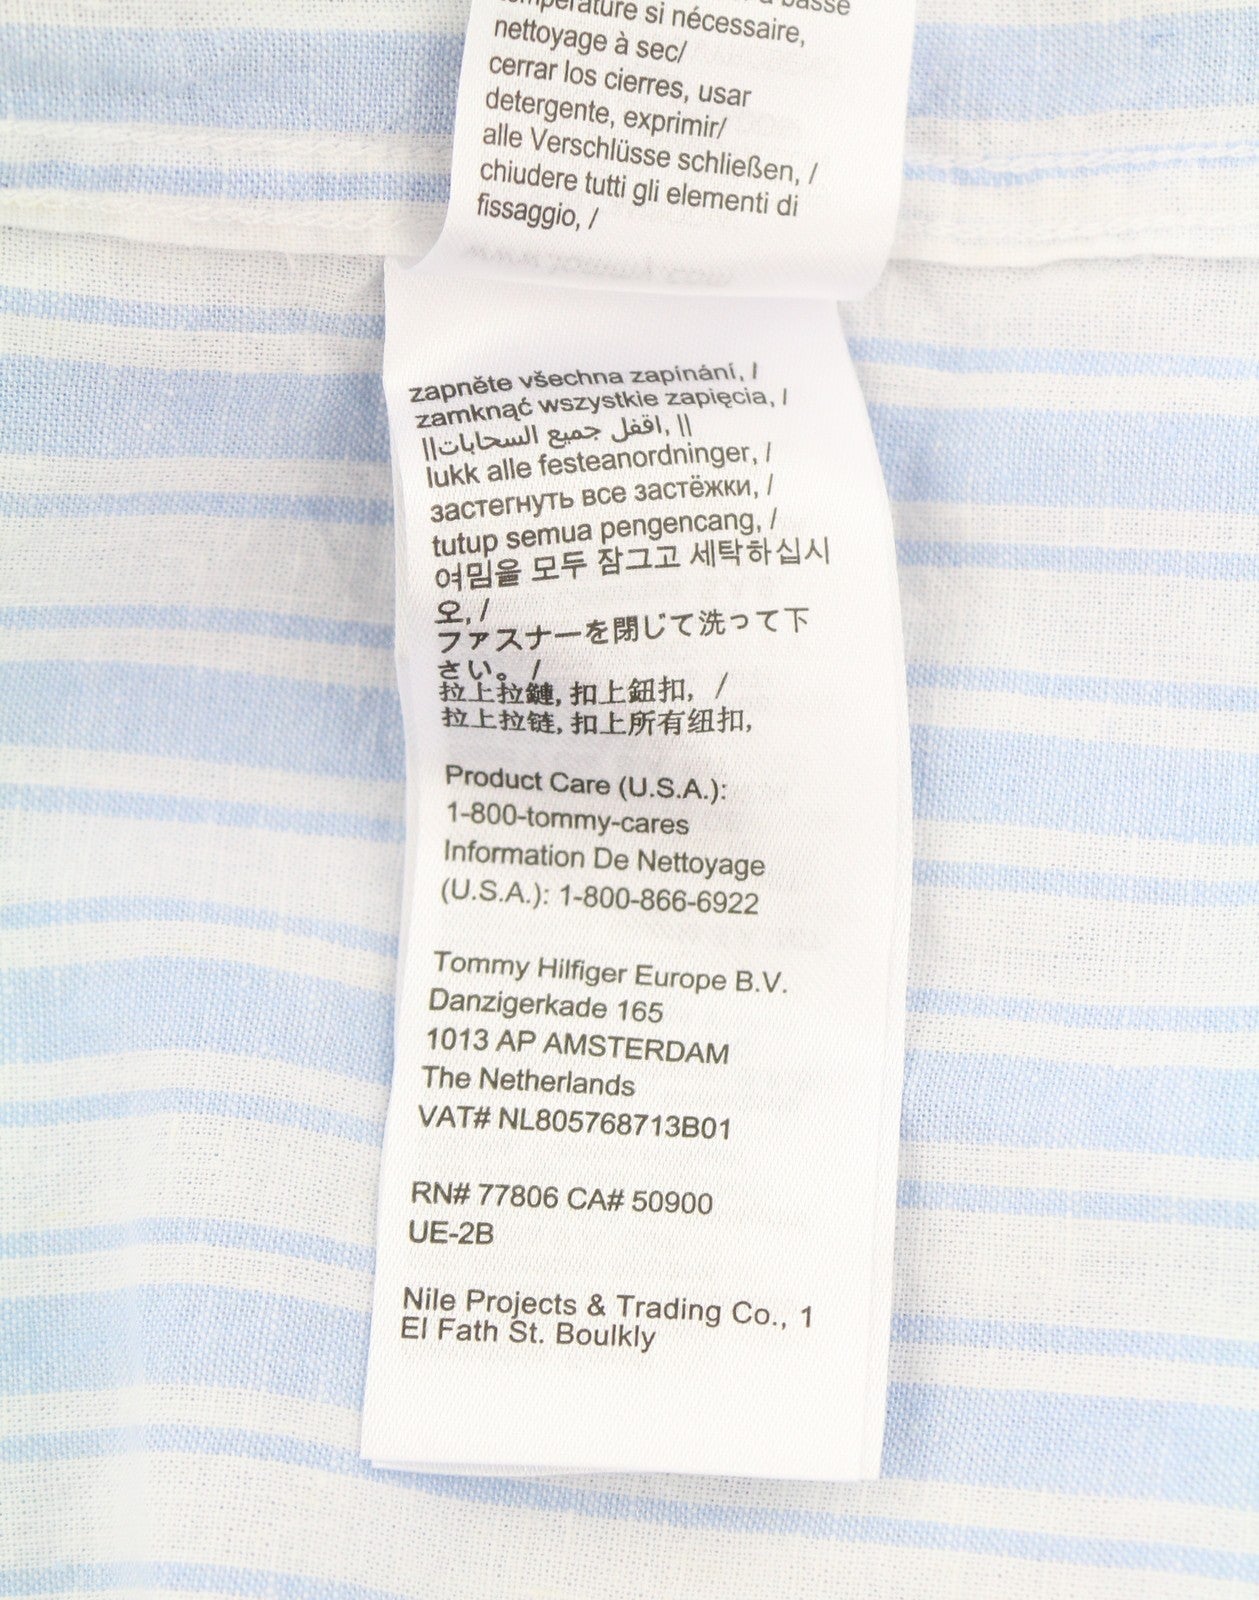 basse
température si nécessaire,
nettoyage à sec/
cerrar los cierres, usar
detergente, exprimir/
alle Verschlüsse schließen, /
chiudere tutti gli elementi di
fissaggio, /
zapněte všechna zapínání, /
zamknąć wszystkie zapięcia, /
||اقفل جميع السحابات, ||
lukk alle festeanordninger, /
застегнуть все застёжки, /
tutup semua pengencang, /
여밈을 모두 잠그고 세탁하십시
오, /
ファスナーを閉じて洗って下
さい。 /
拉上拉鏈, 扣上鈕扣, /
拉上拉链, 扣上所有纽扣,
Product Care (U.S.A.):
1-800-tommy-cares
Information De Nettoyage
(U.S.A.): 1-800-866-6922
Tommy Hilfiger Europe B.V.
Danzigerkade 165
1013 AP AMSTERDAM
The Netherlands
VAT# NL805768713B01
RN# 77806 CA# 50900
UE-2B
Nile Projects & Trading Co., 1
El Fath St. Boulkly